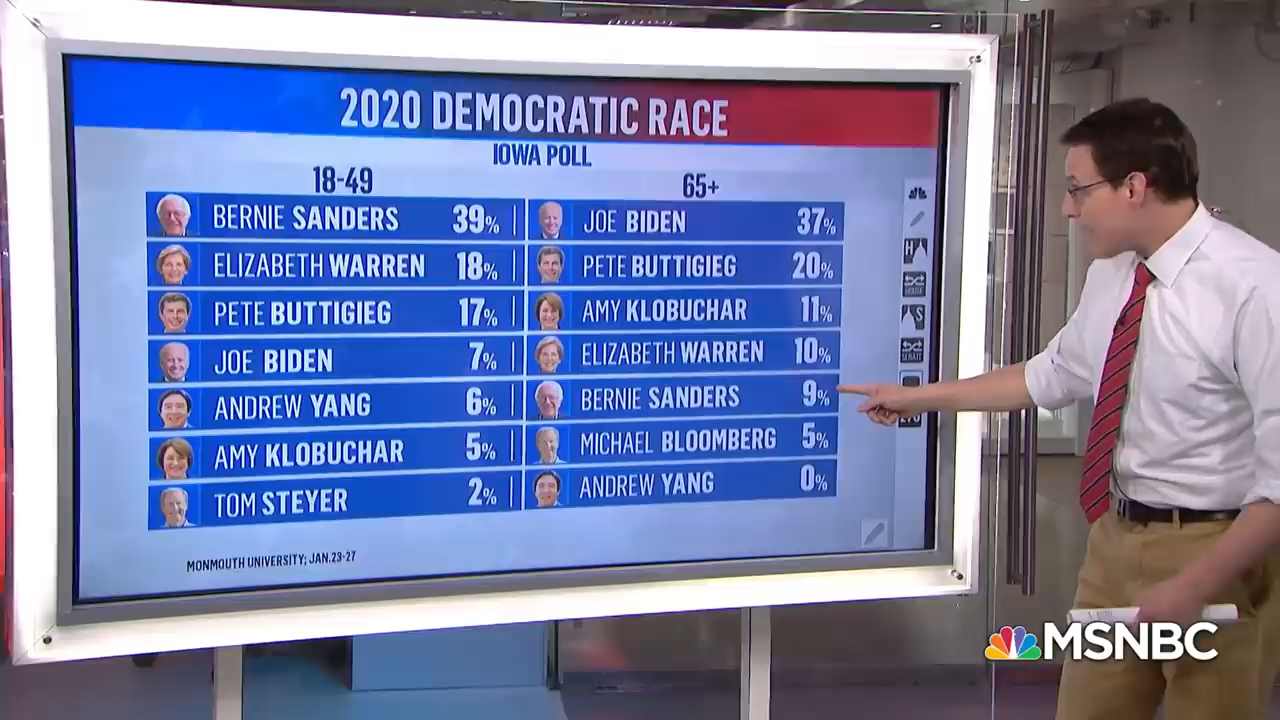 2020 DEMOCRATIC RACE
IOWA POLL
18-49
BERNIE SANDERS 39%
ELIZABETH WARREN 18%
PETE BUTTIGIEG 17%
JOE BIDEN 7%
ANDREW YANG 6%
AMY KLOBUCHAR 5%
TOM STEYER 2%
65+
JOE BIDEN 37%
PETE BUTTIGIEG 20%
AMY KLOBUCHAR 11%
ELIZABETH WARREN 10%
BERNIE SANDERS 9%
MICHAEL BLOOMBERG 5%
ANDREW YANG 0%
MONMOUTH UNIVERSITY; JAN.23-27
H
HOUSE
S
SENATE
MSNBC